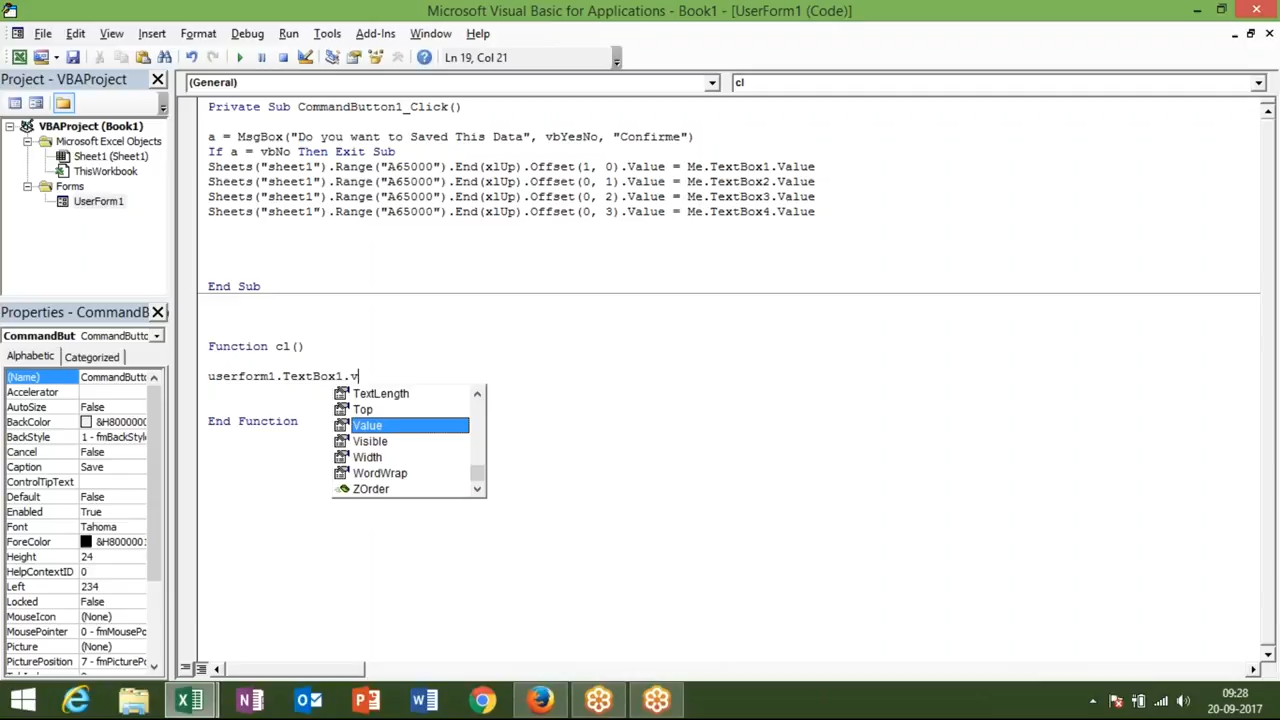 Microsoft Visual Basic for Applications - Book1 - [UserForm1 (Code)]
File Edit View Insert Format Debug Run Tools Add-Ins Window Help
Ln 19, Col 21
Project - VBAProject
VBAProject (Book1)
Microsoft Excel Objects
Sheet1 (Sheet1)
ThisWorkbook
Forms
UserForm1
Properties - CommandB
CommandBut CommandButto
Alphabetic Categorized
(Name) CommandButto
Accelerator
AutoSize False
BackColor &H8000000
BackStyle 1 - fmBackStyl
Cancel False
Caption Save
ControlTipText
Default False
Enabled True
Font Tahoma
ForeColor &H8000001
Height 24
HelpContextID 0
Left 234
Locked False
MouseIcon (None)
MousePointer 0 - fmMousePo
Picture (None)
PicturePosition 7 - fmPicturePo
(General) cl
Private Sub CommandButton1_Click()
a = MsgBox("Do you want to Saved This Data", vbYesNo, "Confirme")
If a = vbNo Then Exit Sub
Sheets("sheet1").Range("A65000").End(xlUp).Offset(1, 0).Value = Me.TextBox1.Value
Sheets("sheet1").Range("A65000").End(xlUp).Offset(0, 1).Value = Me.TextBox2.Value
Sheets("sheet1").Range("A65000").End(xlUp).Offset(0, 2).Value = Me.TextBox3.Value
Sheets("sheet1").Range("A65000").End(xlUp).Offset(0, 3).Value = Me.TextBox4.Value
End Sub
Function cl()
userform1.TextBox1.v
TextLength
Top
Value
Visible
Width
WordWrap
ZOrder
End Function
09:28
20-09-2017